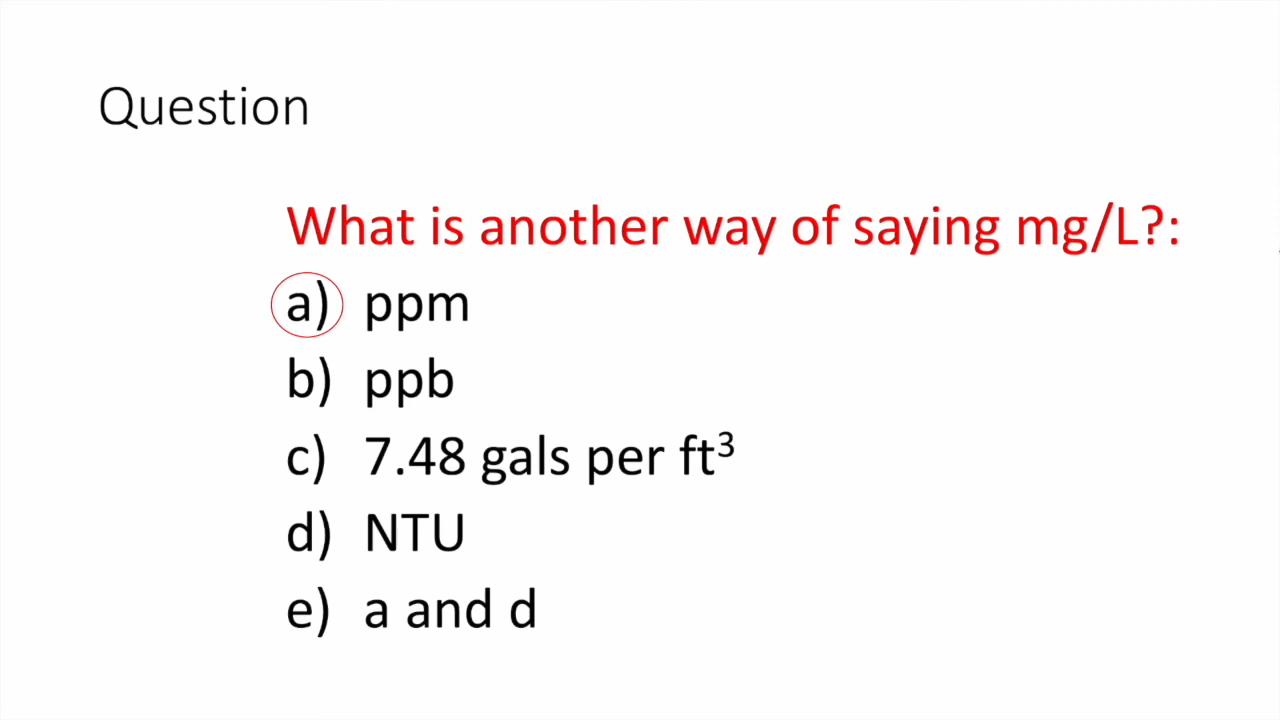 Question
What is another way of saying mg/L?:
a) ppm
b) ppb
c) 7.48 gals per ft³
d) NTU
e) a and d